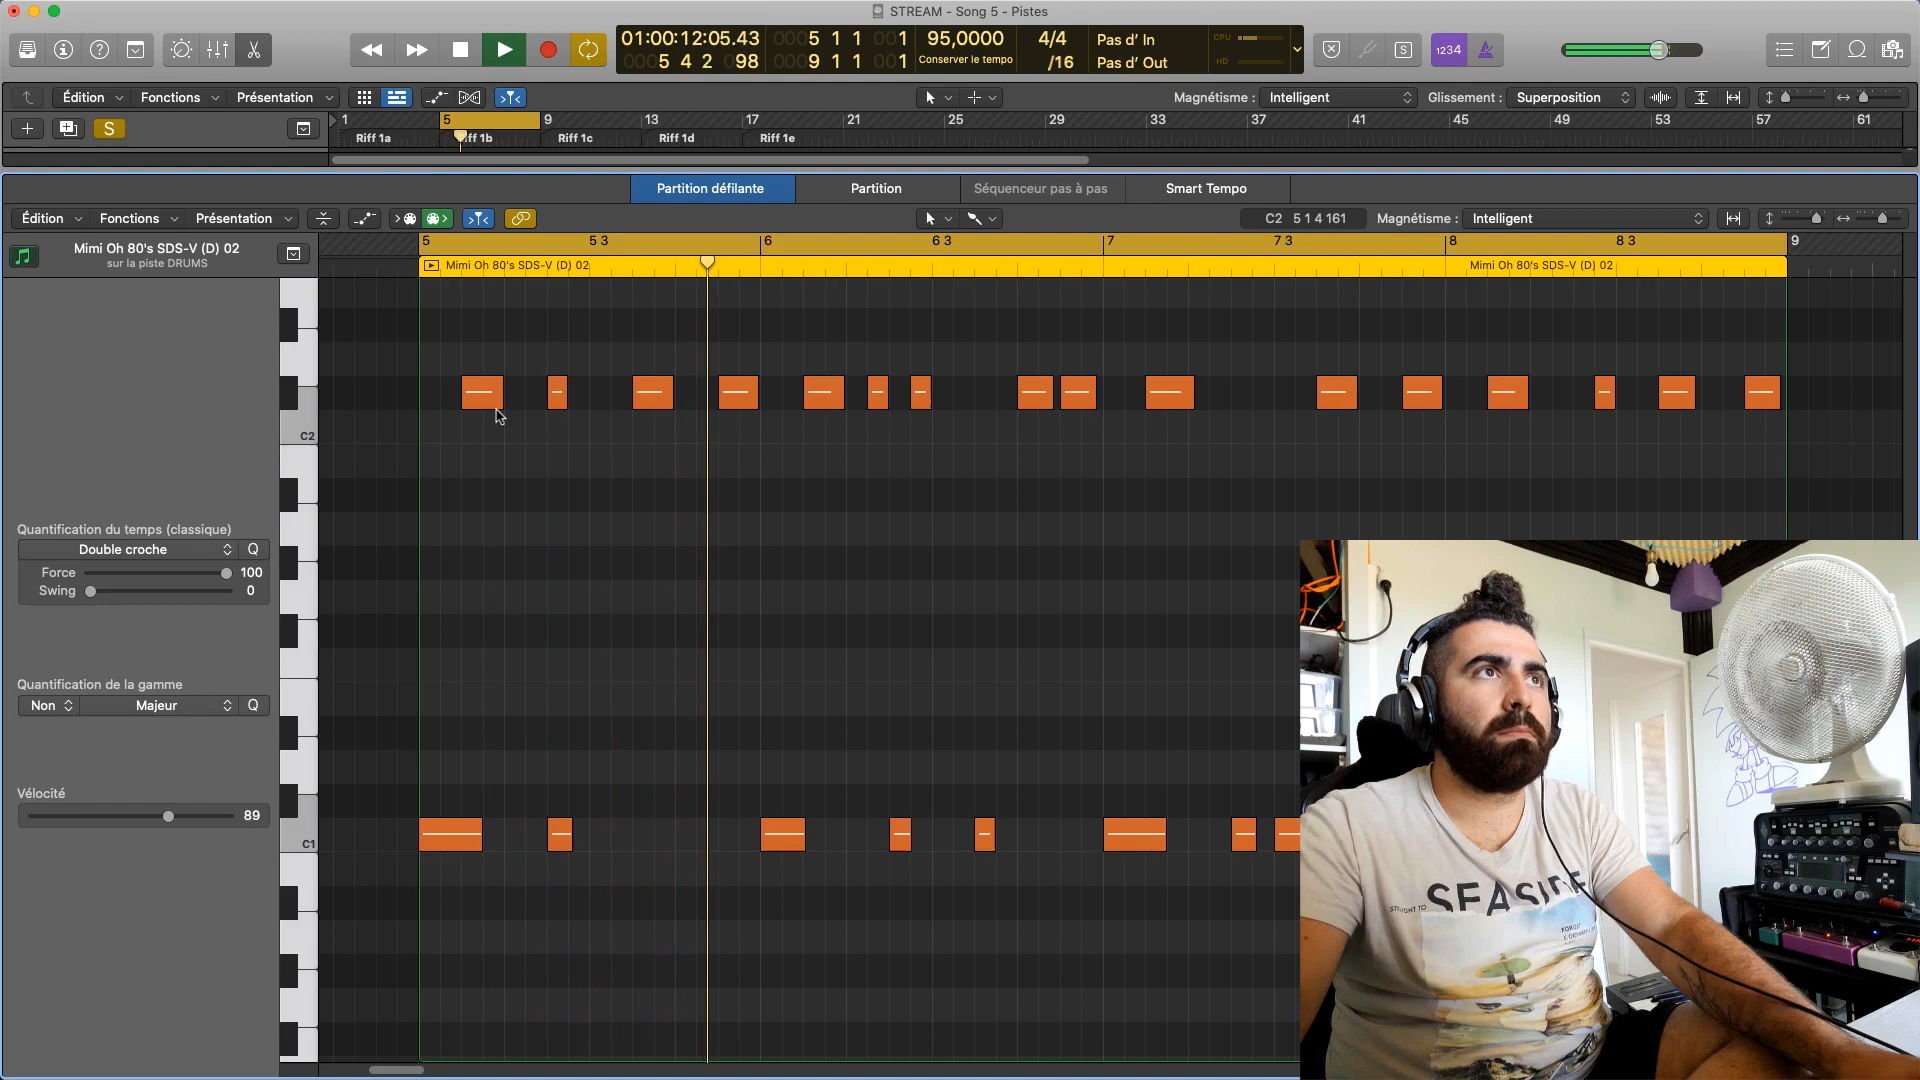 STREAM - Song 5 - Pistes
01:00:12:05.43
0005 1 1 001
95,0000
4/4
Pas d' In
CPU
0005 4 2 098
0009 1 1 001
Conserver le tempo
/16
Pas d' Out
HD
S
1234
Édition
Fonctions
Présentation
Magnétisme :
Intelligent
Glissement :
Superposition
S
1
5
9
13
17
21
25
29
33
37
41
45
49
53
57
61
Riff 1a
iff 1b
Riff 1c
Riff 1d
Riff 1e
Partition défilante
Partition
Séquenceur pas à pas
Smart Tempo
Édition
Fonctions
Présentation
C2 5 1 4 161
Magnétisme :
Intelligent
Mimi Oh 80's SDS-V (D) 02
sur la piste DRUMS
5
5 3
6
6 3
7
7 3
8
8 3
9
Mimi Oh 80's SDS-V (D) 02
Mimi Oh 80's SDS-V (D) 02
C2
Quantification du temps (classique)
Double croche
Q
Force
100
Swing
0
Quantification de la gamme
Non
Majeur
Q
Vélocité
89
C1
SEASIDE